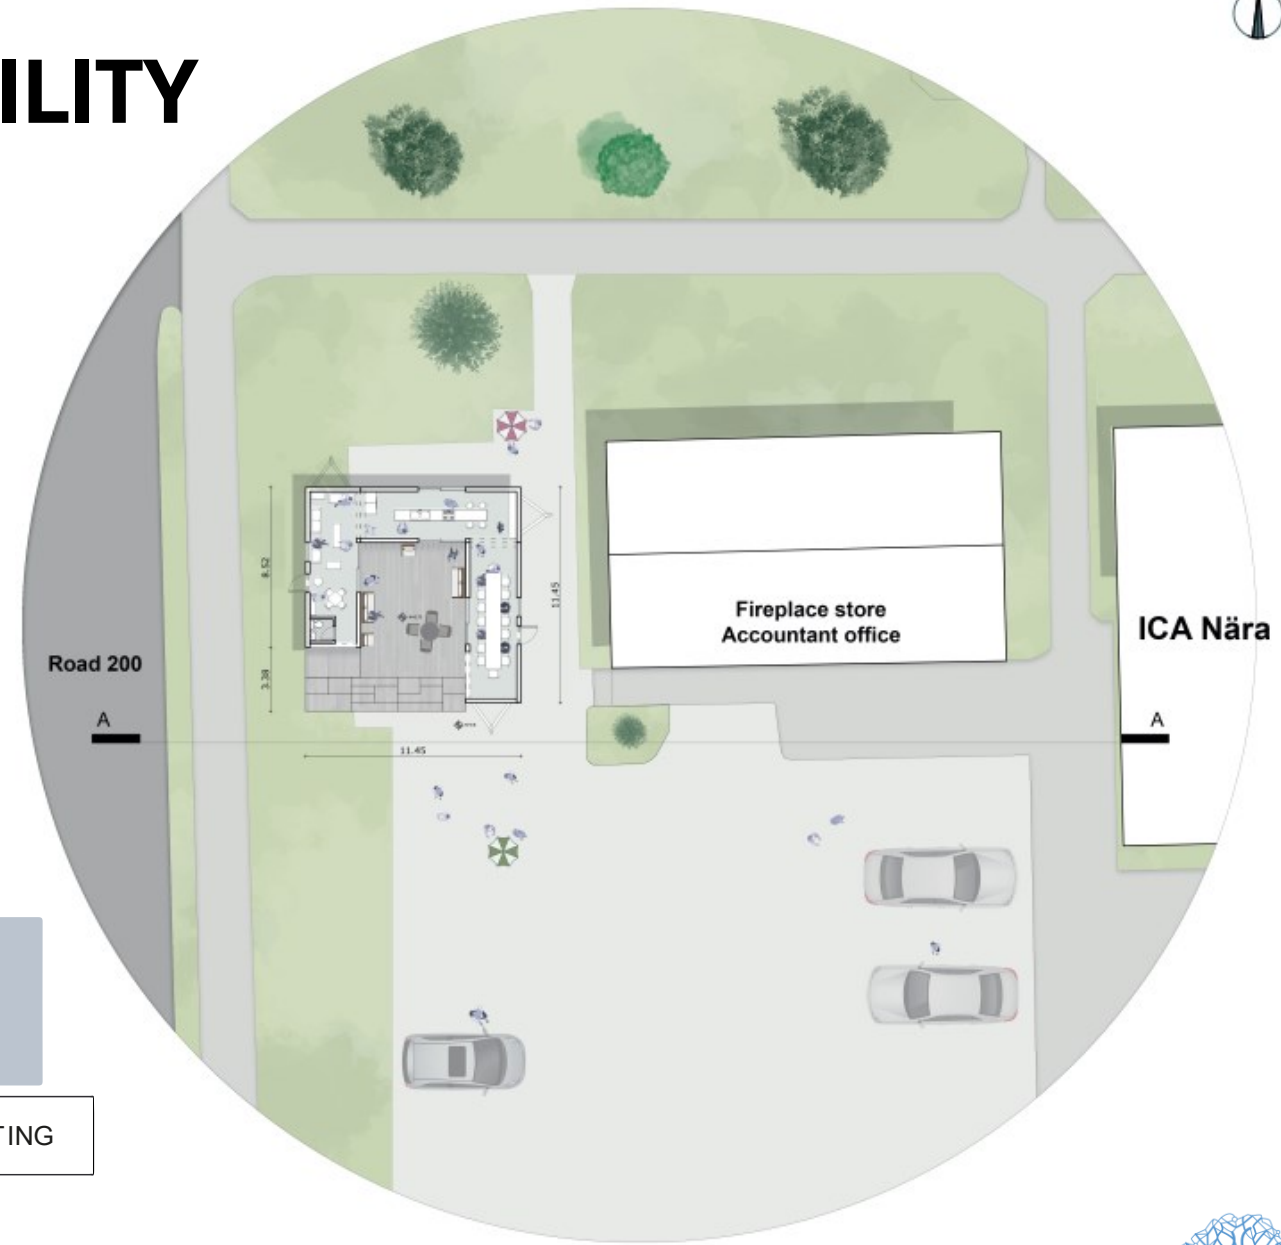 ILITY
8.52
11.45
Fireplace store
Accountant office
ICA Nära
Road 200
3.38
A
A
11.45
TING